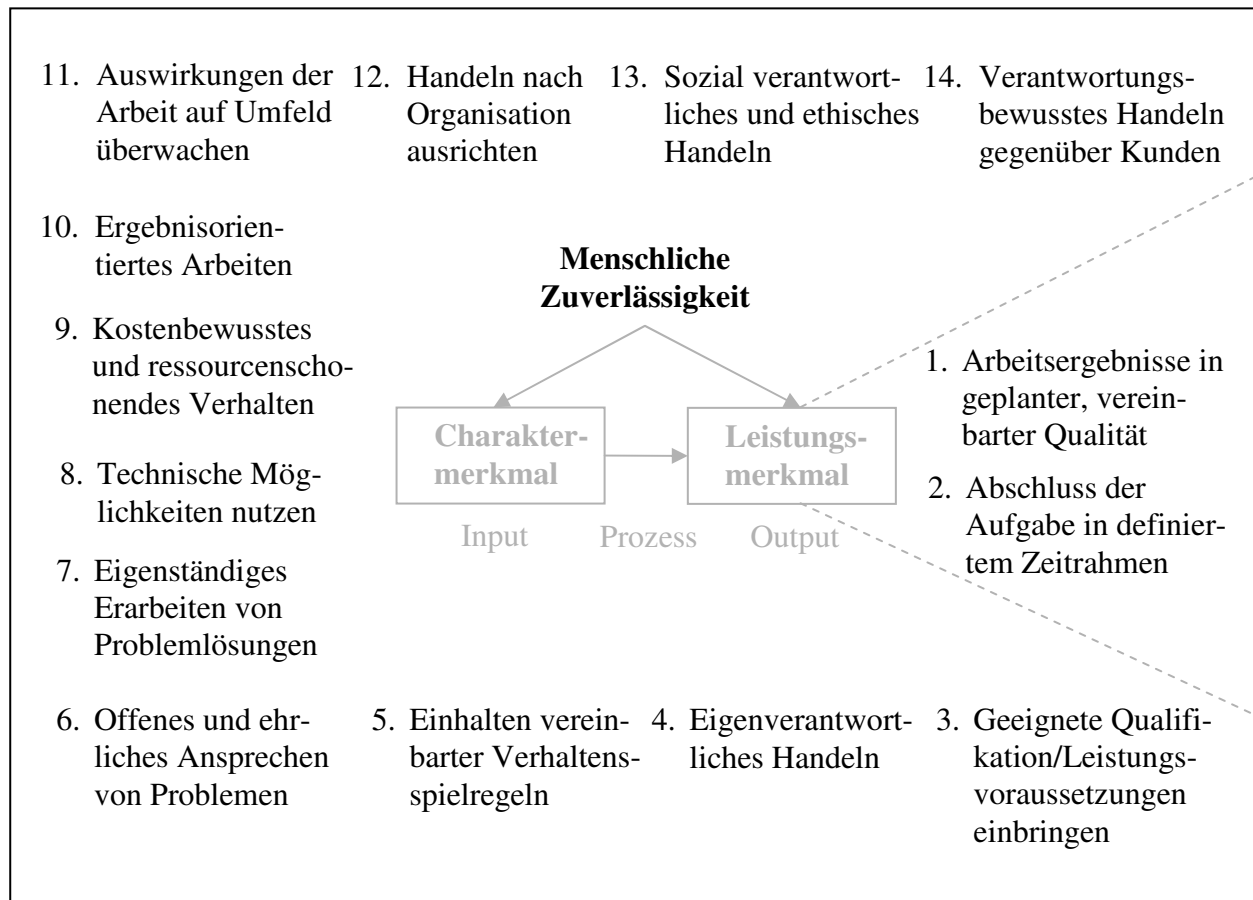 11. Auswirkungen der
Arbeit auf Umfeld
überwachen
12. Handeln nach
Organisation
ausrichten
13. Sozial verantwort-
liches und ethisches
Handeln
14. Verantwortungs-
bewusstes Handeln
gegenüber Kunden
10. Ergebnisorien-
tiertes Arbeiten
Menschliche
Zuverlässigkeit
9. Kostenbewusstes
und ressourcenscho-
nendes Verhalten
1. Arbeitsergebnisse in
geplanter, verein-
barter Qualität
Charakter-
merkmal
Leistungs-
merkmal
8. Technische Mög-
lichkeiten nutzen
2. Abschluss der
Aufgabe in definier-
tem Zeitrahmen
Input
Prozess
Output
7. Eigenständiges
Erarbeiten von
Problemlösungen
6. Offenes und ehr-
liches Ansprechen
von Problemen
5. Einhalten verein-
barter Verhaltens-
spielregeln
4. Eigenverantwort-
liches Handeln
3. Geeignete Qualifi-
kation/Leistungs-
voraussetzungen
einbringen